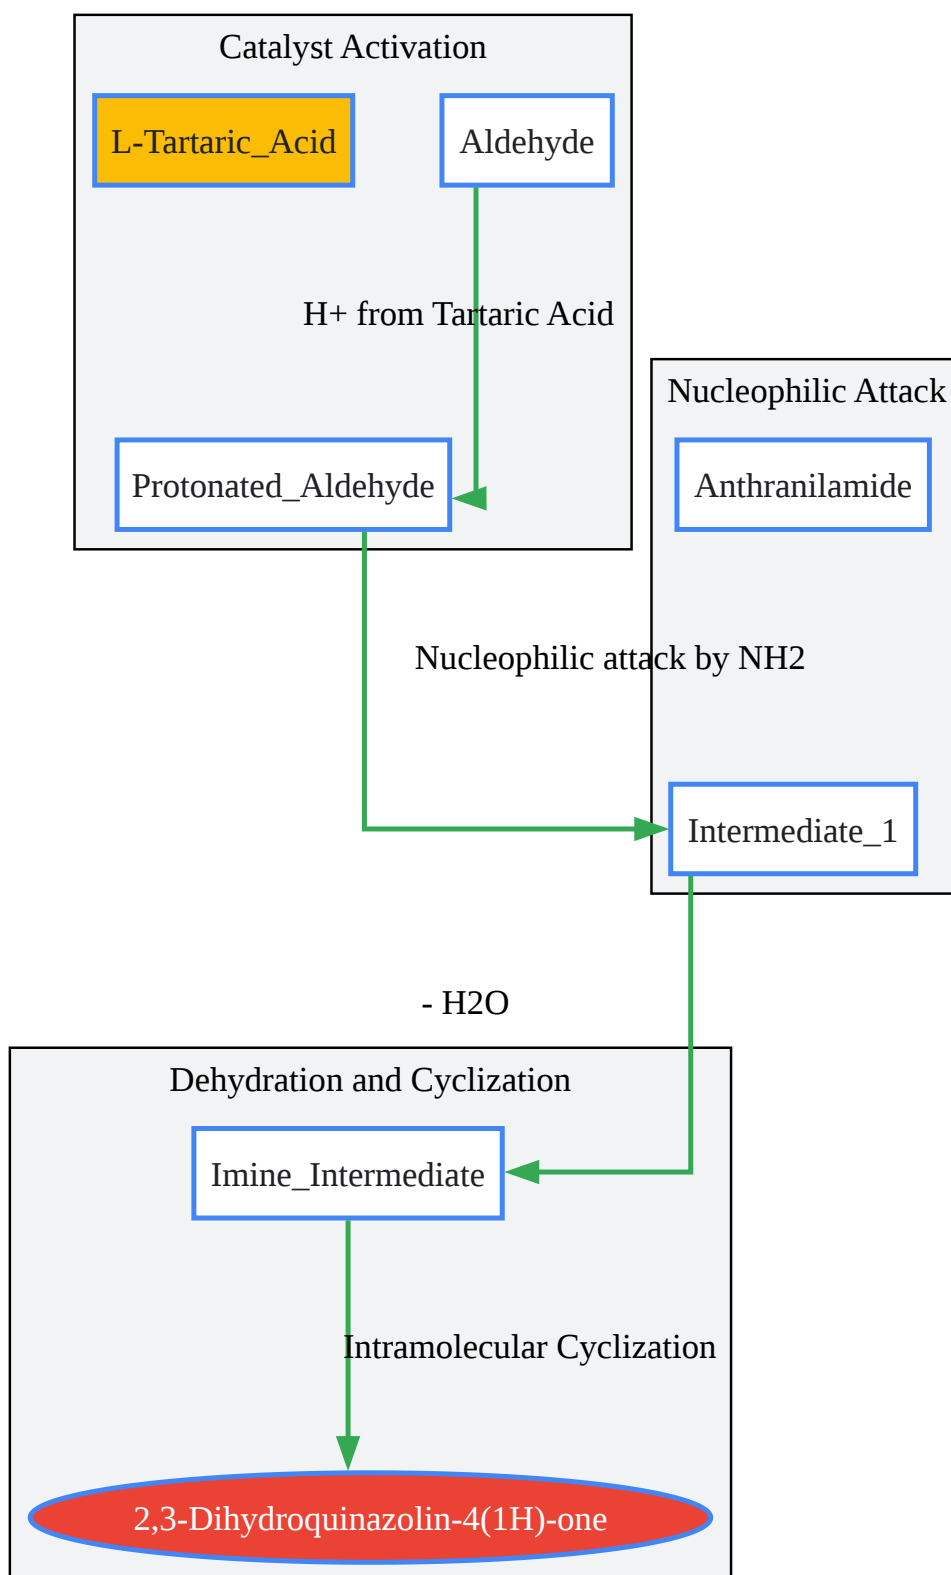 Catalyst Activation
L-Tartaric_Acid
Aldehyde
H+ from Tartaric Acid
Nucleophilic Attack
Protonated_Aldehyde
Anthranilamide
Nucleophilic attack by NH2
Intermediate_1
- H2O
Dehydration and Cyclization
Imine_Intermediate
Intramolecular Cyclization
2,3-Dihydroquinazolin-4(1H)-one